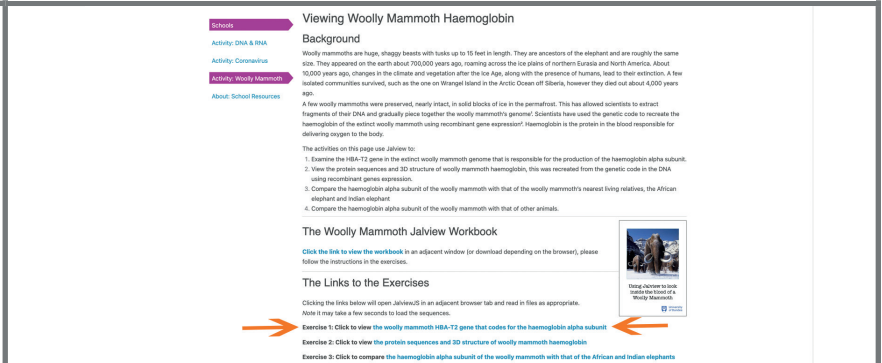 Schools
Activity: DNA & RNA
Activity: Coronavirus
Activity: Woolly Mammoth
About: School Resources
Viewing Woolly Mammoth Haemoglobin
Background
Woolly mammoths are huge, shaggy beasts with tusks up to 15 feet in length. They are ancestors of the elephant and are roughly the same
size. They appeared on the earth about 700,000 years ago, roaming across the ice plains of northern Eurasia and North America. About
10,000 years ago, changes in the climate and vegetation after the Ice Age, along with the presence of humans, lead to their extinction. A few
isolated communities survived, such as the one on Wrangel Island in the Arctic Ocean off Siberia, however they died out about 4,000 years
ago.
A few woolly mammoths were preserved, nearly intact, in solid blocks of ice in the permafrost. This has allowed scientists to extract
fragments of their DNA and gradually piece together the woolly mammoth's genome¹. Scientists have used the genetic code to recreate the
haemoglobin of the extinct woolly mammoth using recombinant gene expression². Haemoglobin is the protein in the blood responsible for
delivering oxygen to the body.
The activities on this page use Jalview to:
1. Examine the HBA-T2 gene in the extinct woolly mammoth genome that is responsible for the production of the haemoglobin alpha subunit.
2. View the protein sequences and 3D structure of woolly mammoth haemoglobin, this was recreated from the genetic code in the DNA
using recombinant genes expression.
3. Compare the haemoglobin alpha subunit of the woolly mammoth with that of the woolly mammoth's nearest living relatives, the African
elephant and Indian elephant
4. Compare the haemoglobin alpha subunit of the woolly mammoth with that of other animals.
The Woolly Mammoth Jalview Workbook
Click the link to view the workbook in an adjacent window (or download depending on the browser), please
follow the instructions in the exercises.
Using Jalview to look
inside the blood of a
Woolly Mammoth
The Links to the Exercises
Clicking the links below will open JalviewJS in an adjacent browser tab and read in files as appropriate.
Note it may take a few seconds to load the sequences.
Exercise 1: Click to view the woolly mammoth HBA-T2 gene that codes for the haemoglobin alpha subunit
Exercise 2: Click to view the protein sequences and 3D structure of woolly mammoth haemoglobin
Exercise 3: Click to compare the haemoglobin alpha subunit of the woolly mammoth with that of the African and Indian elephants